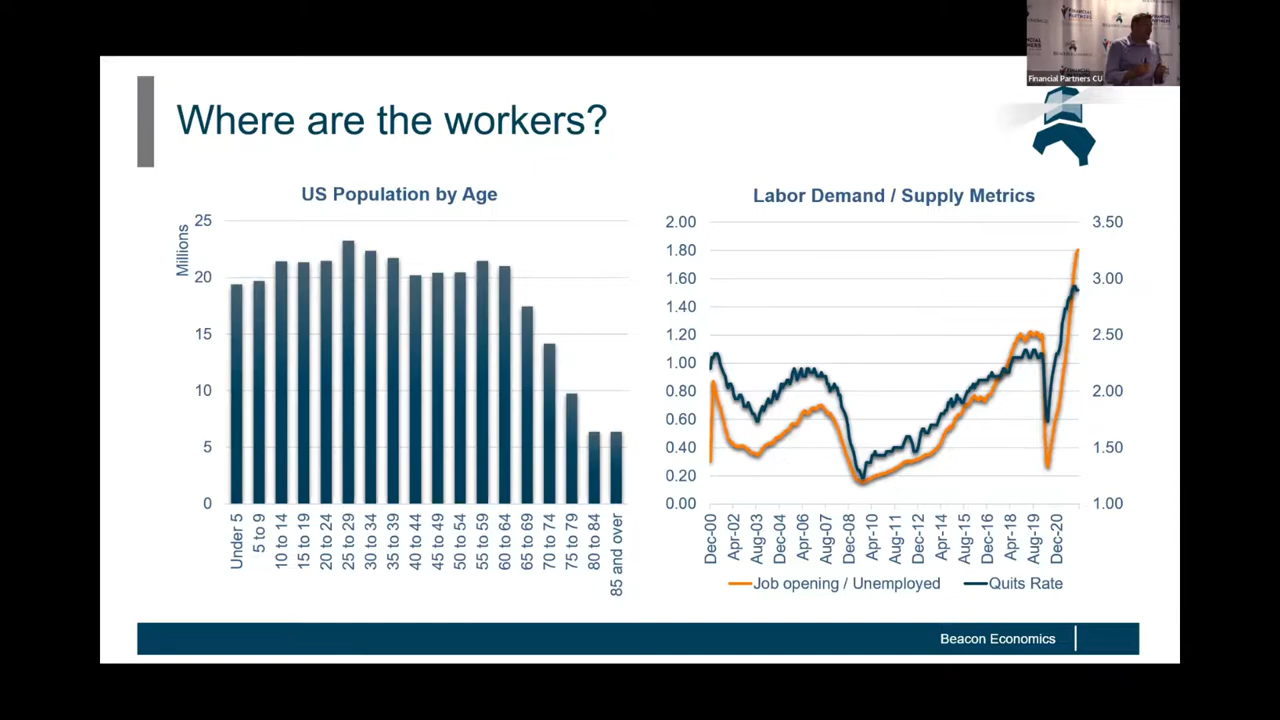 Financial Partners CU
Where are the workers?
US Population by Age
Millions
25
20
15
10
5
0
Under 5
5 to 9
10 to 14
15 to 19
20 to 24
25 to 29
30 to 34
35 to 39
40 to 44
45 to 49
50 to 54
55 to 59
60 to 64
65 to 69
70 to 74
75 to 79
80 to 84
85 and over
Labor Demand / Supply Metrics
2.00
1.80
1.60
1.40
1.20
1.00
0.80
0.60
0.40
0.20
0.00
3.50
3.00
2.50
2.00
1.50
1.00
Dec-00
Apr-02
Aug-03
Dec-04
Apr-06
Aug-07
Dec-08
Apr-10
Aug-11
Dec-12
Apr-14
Aug-15
Dec-16
Apr-18
Aug-19
Dec-20
Job opening / Unemployed
Quits Rate
Beacon Economics